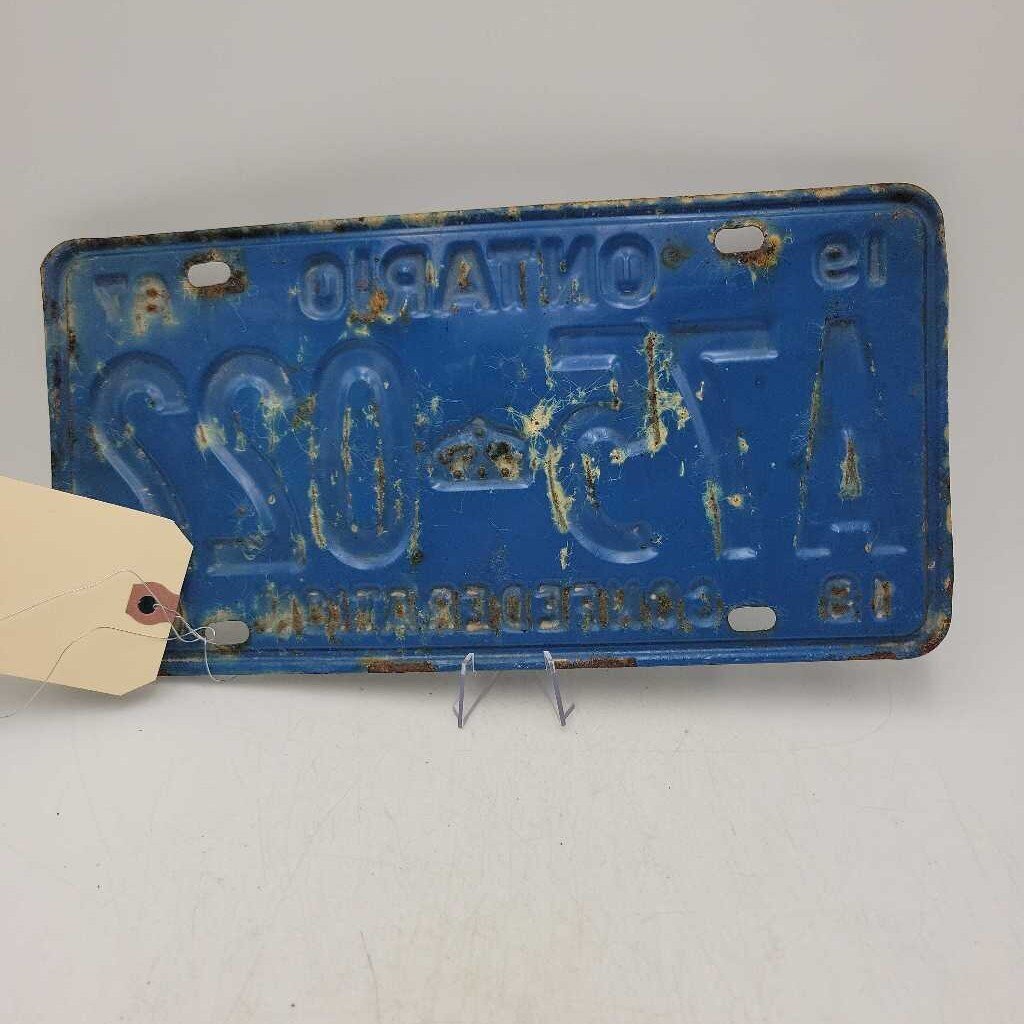 19 ONTARIO 67
A75 022
18 CONFEDERATION